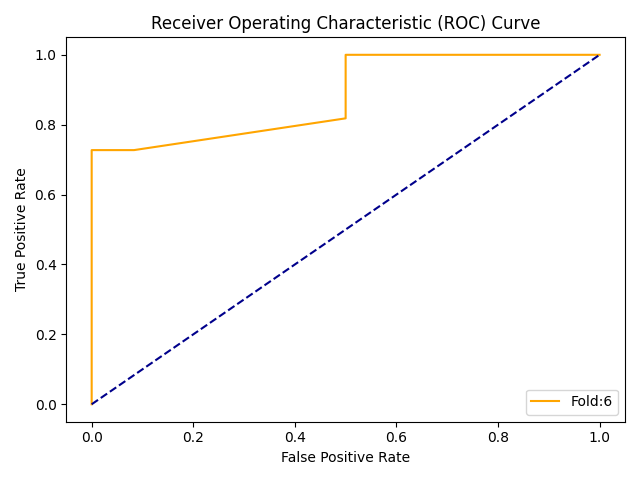 Receiver Operating Characteristic (ROC) Curve
1.0
0.8
0.6
0.4
0.2
0.0
True Positive Rate
0.0 0.2 0.4 0.6 0.8 1.0
False Positive Rate
Fold:6